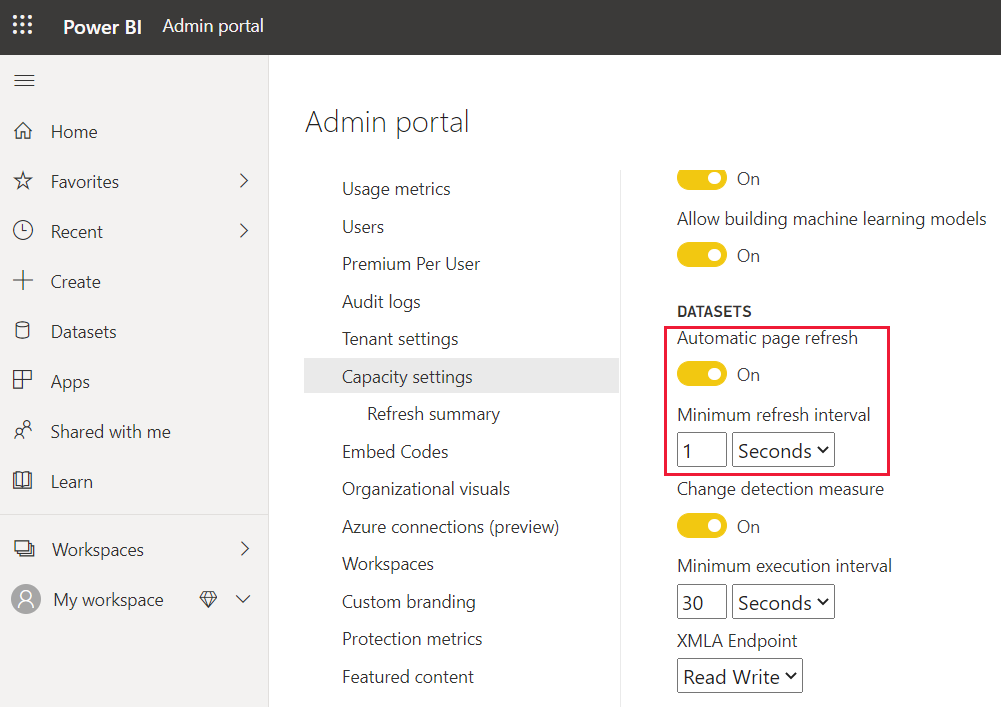 Power BI Admin portal
Home
Favorites
Recent
Create
Datasets
Apps
Shared with me
Learn
Workspaces
My workspace
Admin portal
Usage metrics
Users
Premium Per User
Audit logs
Tenant settings
Capacity settings
Refresh summary
Embed Codes
Organizational visuals
Azure connections (preview)
Workspaces
Custom branding
Protection metrics
Featured content
On
Allow building machine learning models
On
DATASETS
Automatic page refresh
On
Minimum refresh interval
1 Seconds
Change detection measure
On
Minimum execution interval
30 Seconds
XMLA Endpoint
Read Write